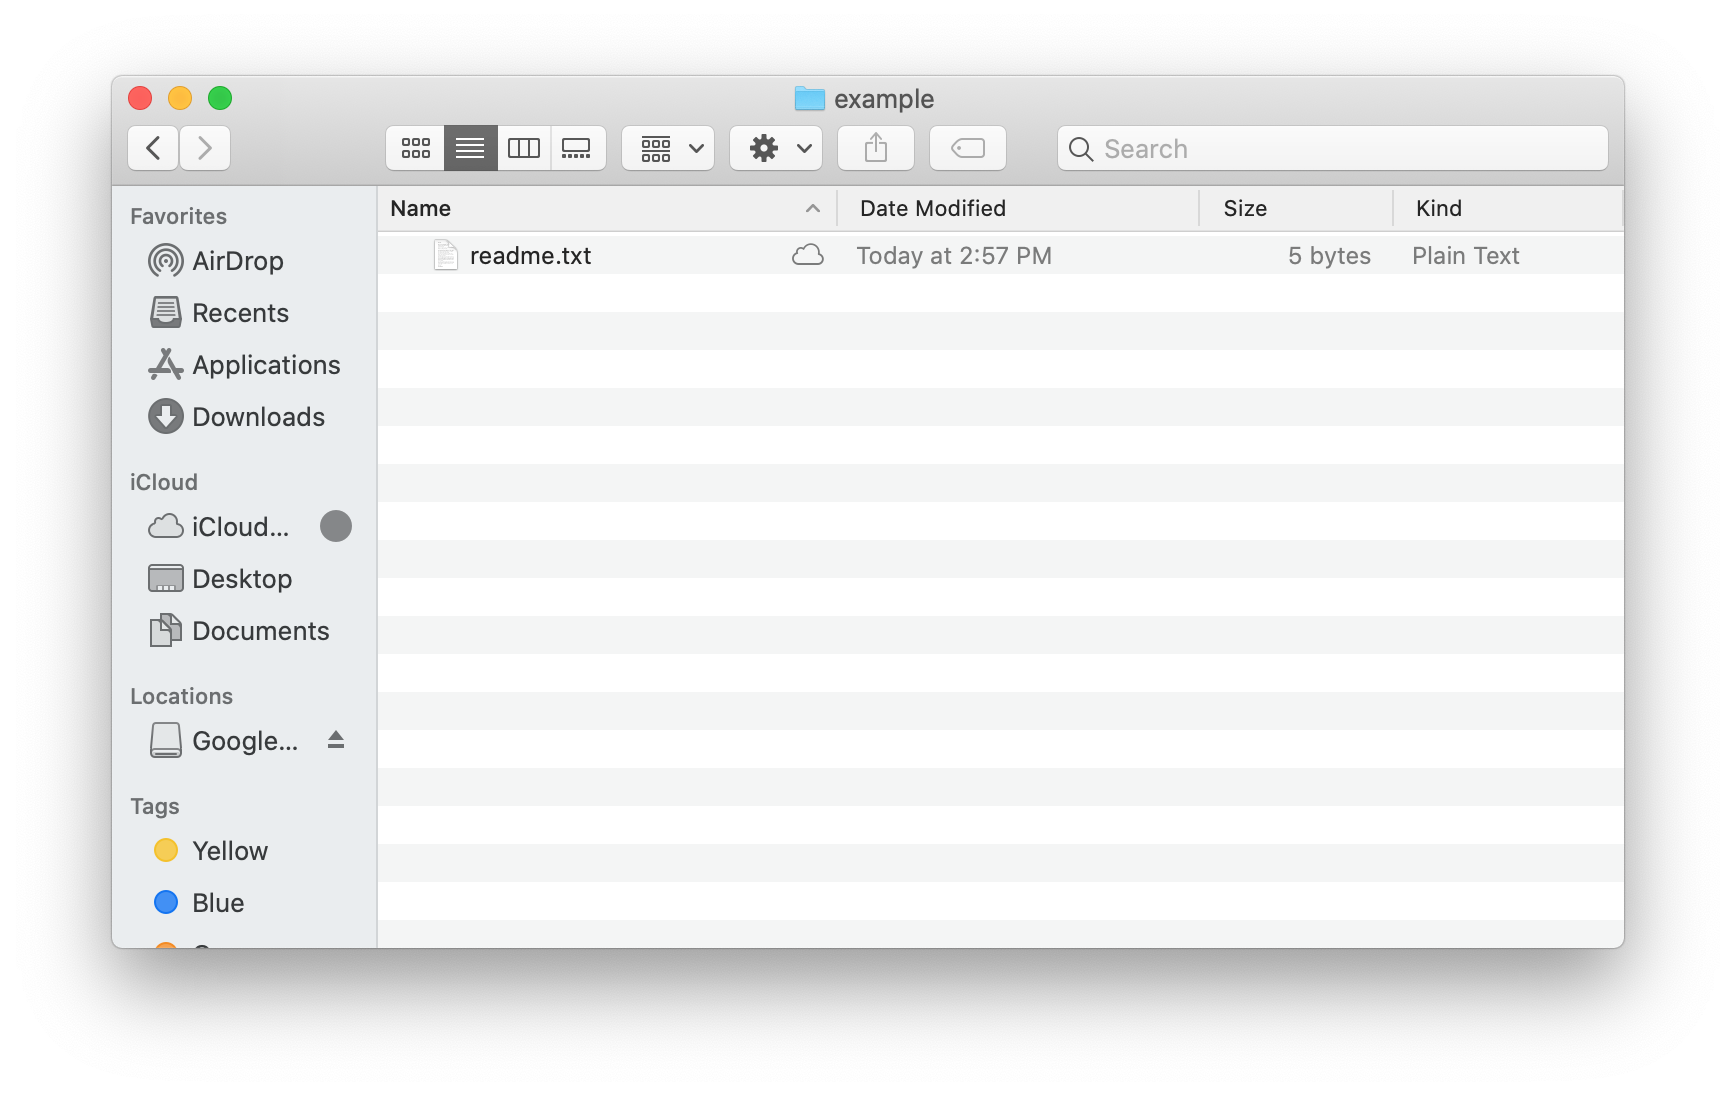 example
Search
Favorites
AirDrop
Recents
Applications
Downloads
iCloud
iCloud...
Desktop
Documents
Locations
Google...
Tags
Yellow
Blue
Name Date Modified Size Kind
readme.txt Today at 2:57 PM 5 bytes Plain Text